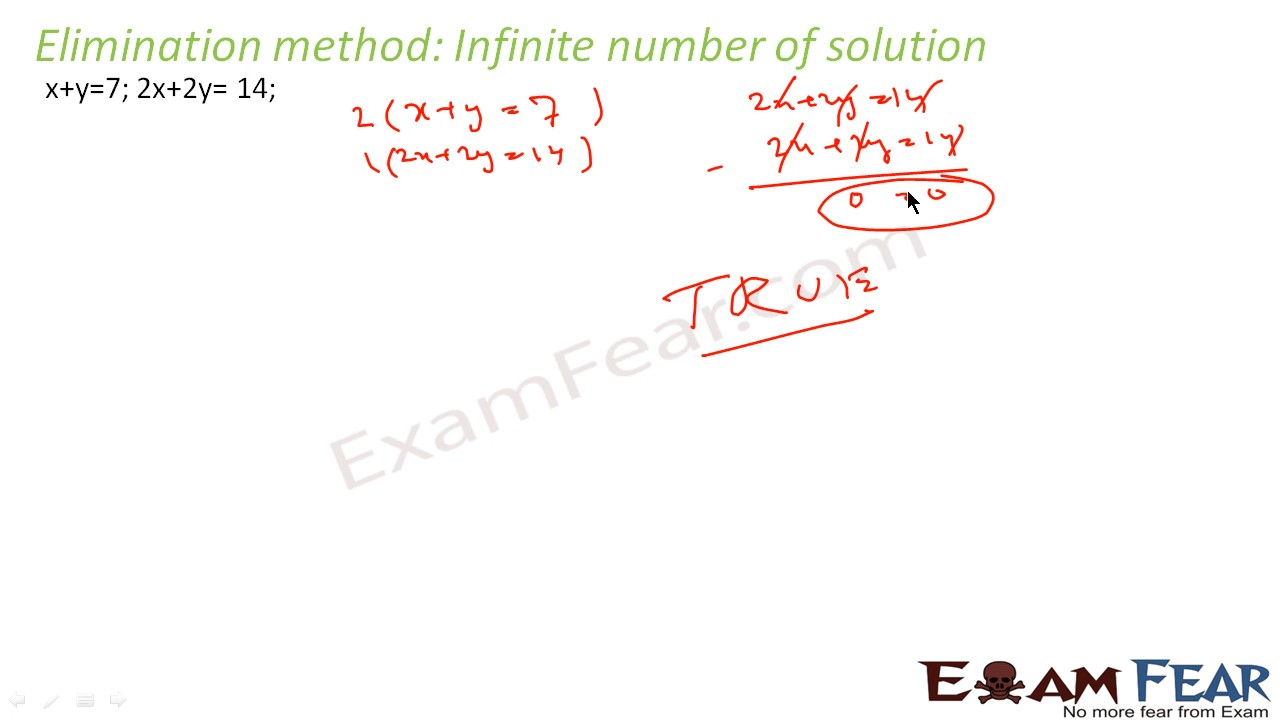 Elimination method: Infinite number of solution
x+y=7; 2x+2y= 14;
2 ( x+y = 7 )
1 (2x+2y = 14 )
2x+2y = 14
- 2x+2y = 14
0 = 0
TRUE
ExamFear.com
EXAM FEAR
No more fear from Exam